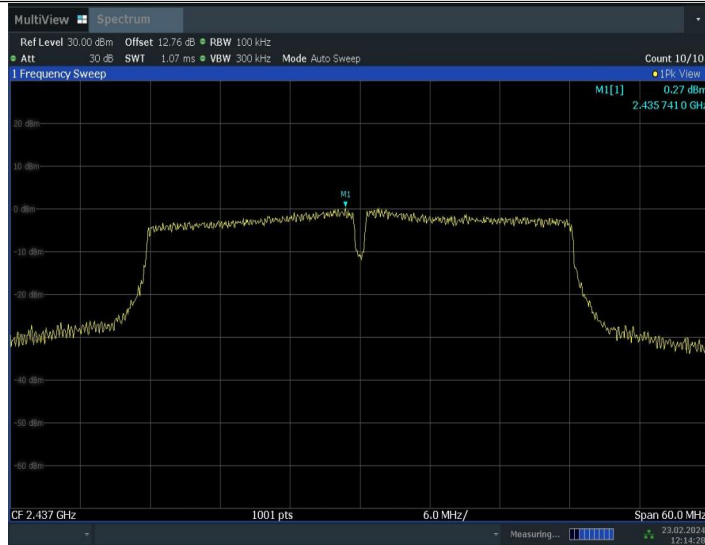 MultiView Spectrum
Ref Level 30.00 dBm Offset 12.76 dB RBW 100 kHz
Att 30 dB SWT 1.07 ms VBW 300 kHz Mode Auto Sweep Count 10/10
1 Frequency Sweep 1Pk View
M1[1] 0.27 dBm
2.435 741 0 GHz
20 dBm
10 dBm
M1
0 dBm
-10 dBm
-20 dBm
-40 dBm
-50 dBm
-60 dBm
CF 2.437 GHz 1001 pts 6.0 MHz/ Span 60.0 MHz
Measuring... 23.02.2024
12:14:28